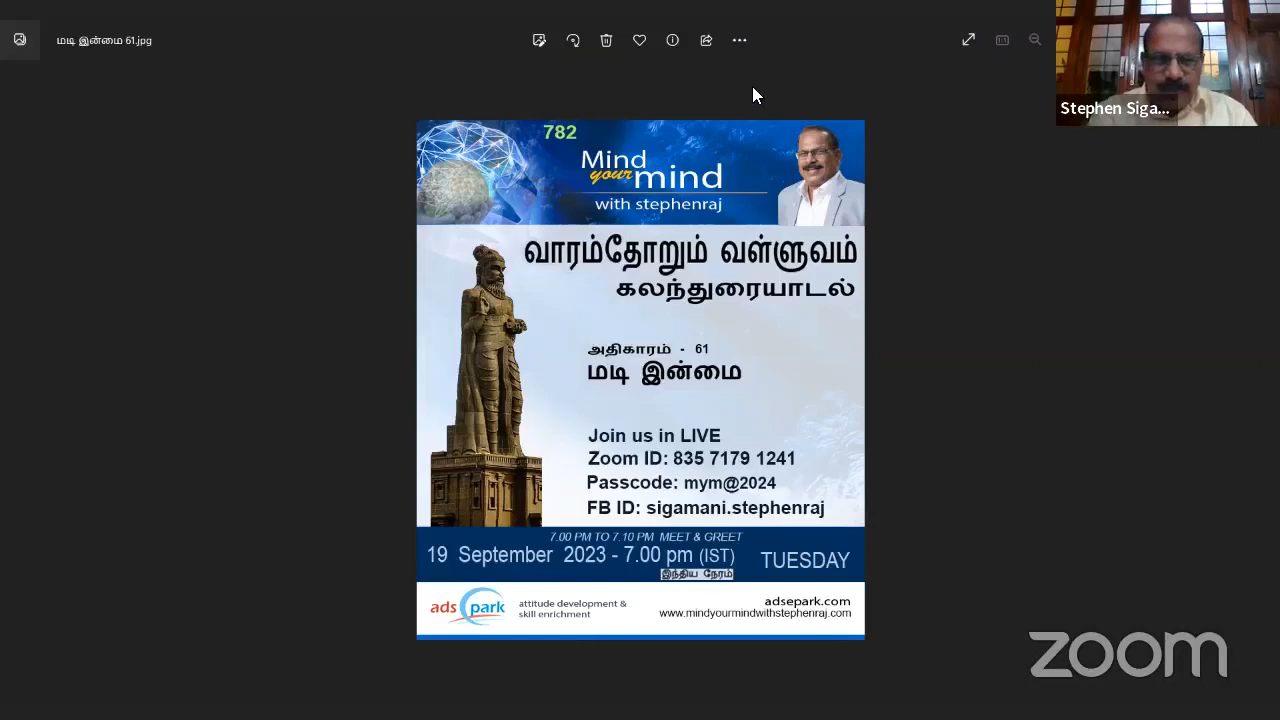 மடி இன்மை 61.jpg
Stephen Siga...
782
Mind
your mind
with stephenraj
வாரம்தோறும் வள்ளுவம்
கலந்துரையாடல்
அதிகாரம் - 61
மடி இன்மை
Join us in LIVE
Zoom ID: 835 7179 1241
Passcode: mym@2024
FB ID: sigamani.stephenraj
7.00 PM TO 7.10 PM MEET & GREET
19 September 2023 - 7.00 pm (IST) TUESDAY
இந்திய நேரம்
ads park
attitude development &
skill enrichment
adsepark.com
www.mindyourmindwithstephenraj.com
zoom